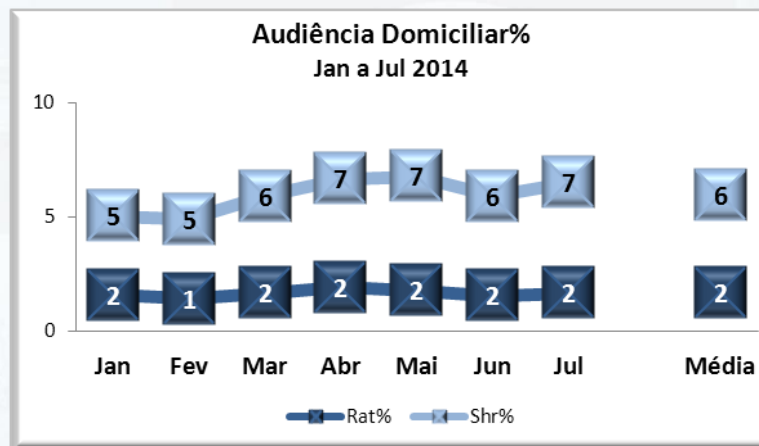 Audiência Domiciliar%
Jan a Jul 2014
10
5
0
5 5 6 7 7 6 7 6
2 1 2 2 2 2 2 2
Jan Fev Mar Abr Mai Jun Jul Média
Rat% Shr%